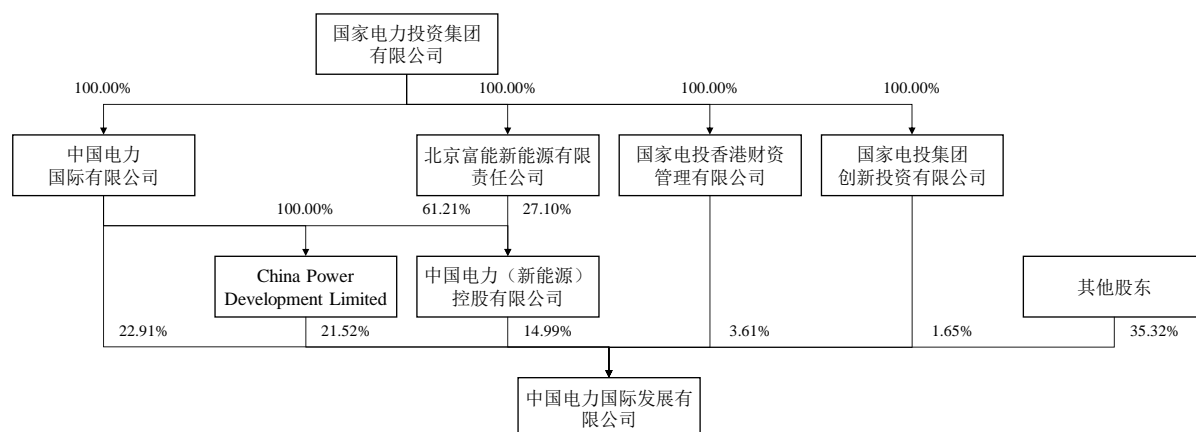 国家电力投资集团
有限公司
100.00% 100.00% 100.00% 100.00%
中国电力
国际有限公司
北京富能新能源有限
责任公司
国家电投香港财资
管理有限公司
国家电投集团
创新投资有限公司
100.00% 61.21% 27.10%
China Power
Development Limited
中国电力（新能源）
控股有限公司
其他股东
22.91% 21.52% 14.99% 3.61% 1.65% 35.32%
中国电力国际发展有
限公司